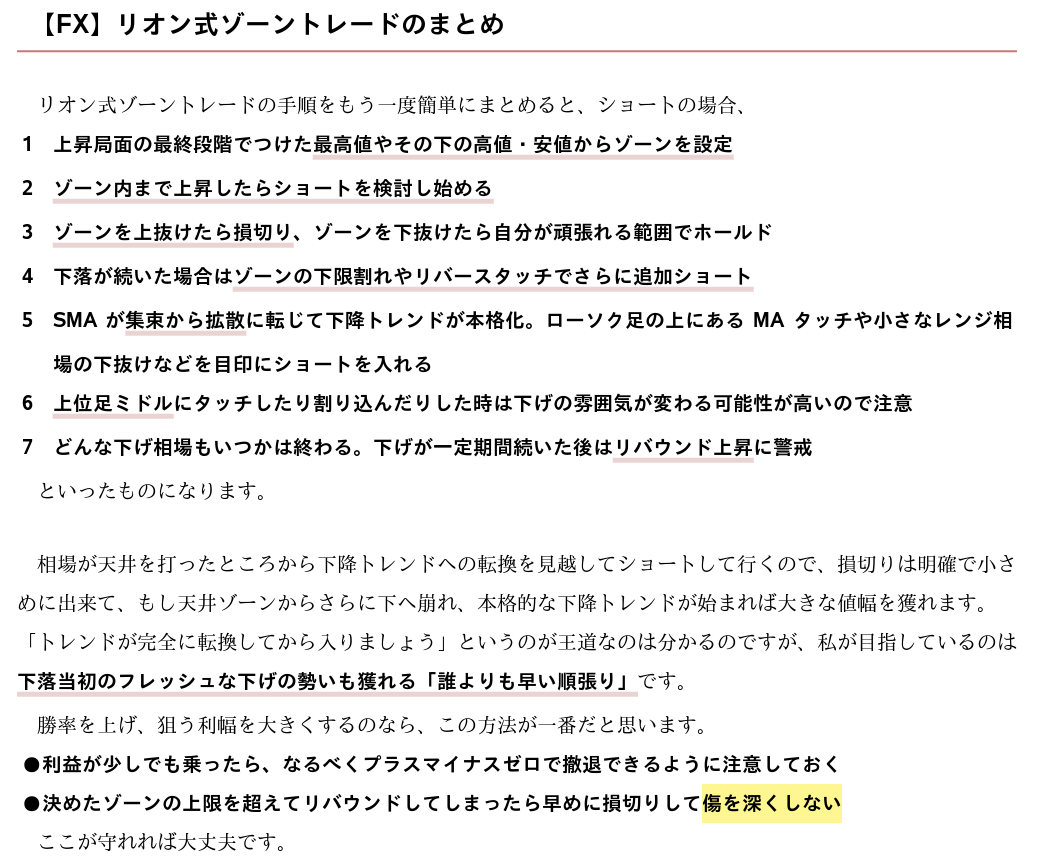 【FX】リオン式ゾーントレードのまとめ
リオン式ゾーントレードの手順をもう一度簡単にまとめると、ショートの場合、
1 上昇局面の最終段階でつけた最高値やその下の高値・安値からゾーンを設定
2 ゾーン内まで上昇したらショートを検討し始める
3 ゾーンを上抜けたら損切り、ゾーンを下抜けたら自分が頑張れる範囲でホールド
4 下落が続いた場合はゾーンの下限割れやリバースタッチでさらに追加ショート
5 SMA が集束から拡散に転じて下降トレンドが本格化。ローソク足の上にある MA タッチや小さなレンジ相
場の下抜けなどを目印にショートを入れる
6 上位足ミドルにタッチしたり割り込んだりした時は下げの雰囲気が変わる可能性が高いので注意
7 どんな下げ相場もいつかは終わる。下げが一定期間続いた後はリバウンド上昇に警戒
といったものになります。
相場が天井を打ったところから下降トレンドへの転換を見越してショートして行くので、損切りは明確で小さ
めに出来て、もし天井ゾーンからさらに下へ崩れ、本格的な下降トレンドが始まれば大きな値幅を獲れます。
「トレンドが完全に転換してから入りましょう」というのが王道なのは分かるのですが、私が目指しているのは
下落当初のフレッシュな下げの勢いも獲れる「誰よりも早い順張り」です。
勝率を上げ、狙う利幅を大きくするのなら、この方法が一番だと思います。
●利益が少しでも乗ったら、なるべくプラスマイナスゼロで撤退できるように注意しておく
●決めたゾーンの上限を超えてリバウンドしてしまったら早めに損切りして傷を深くしない
ここが守れれば大丈夫です。